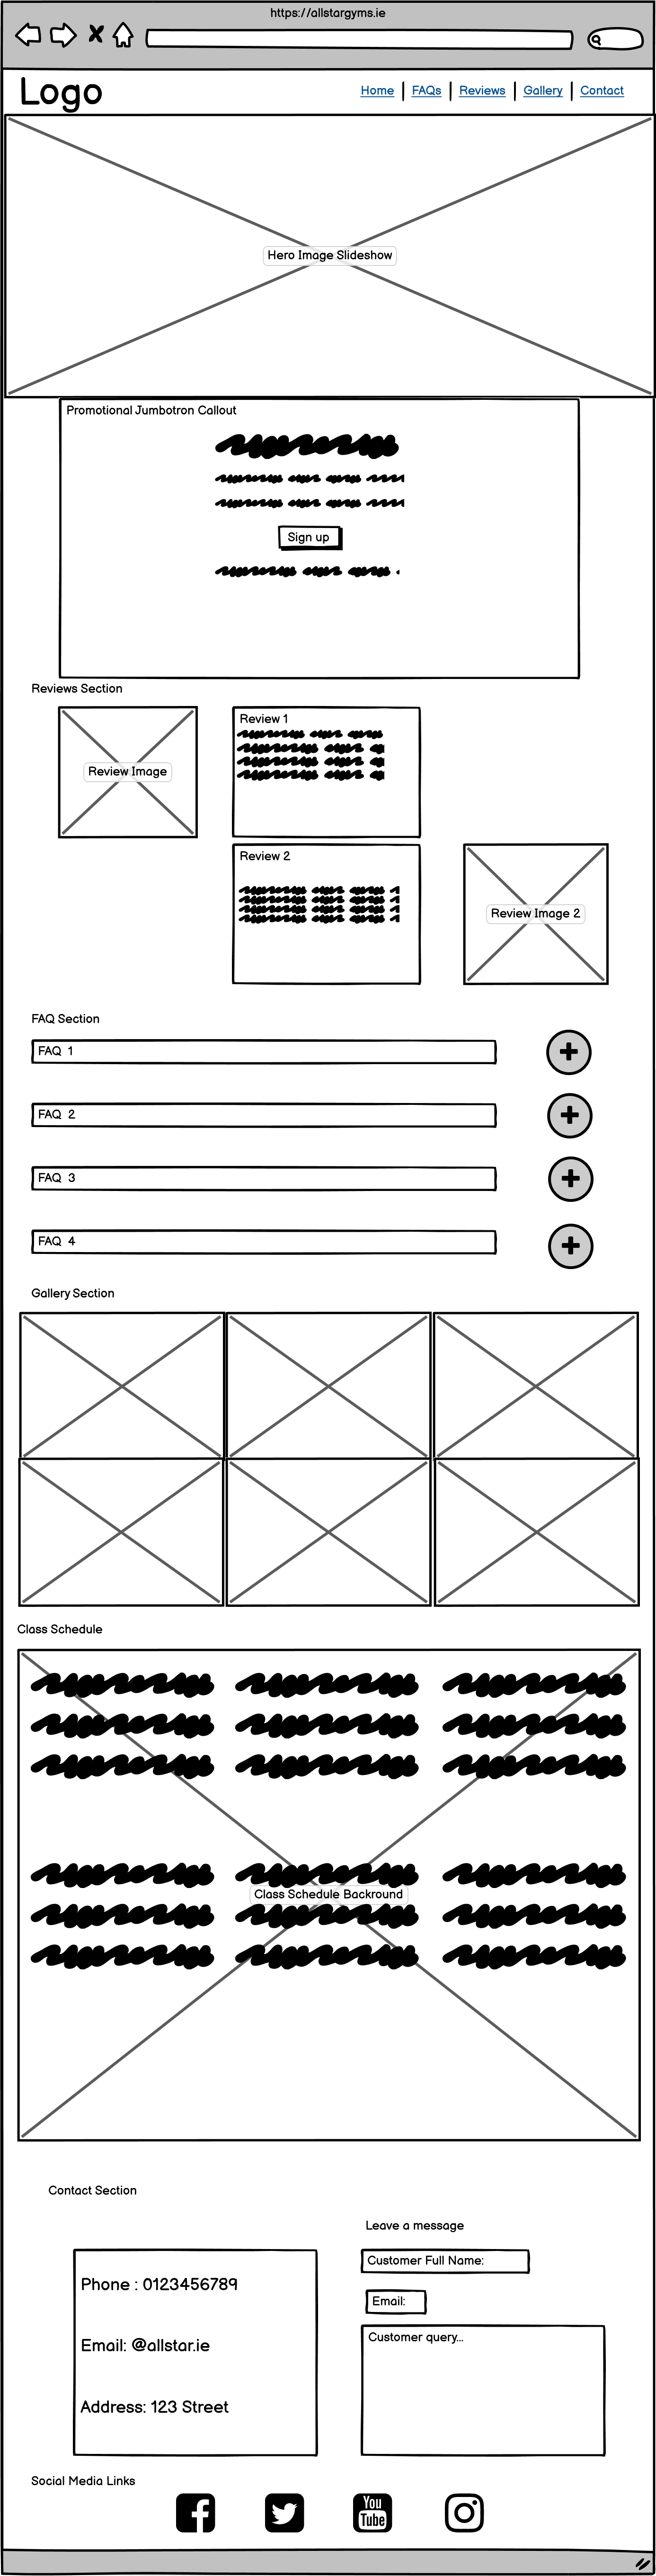 https://allstargyms.ie
Logo
Home | FAQs | Reviews | Gallery | Contact
Hero Image Slideshow
Promotional Jumbotron Callout
Sign up
Reviews Section
Review Image
Review 1
Review 2
Review Image 2
FAQ Section
FAQ 1
FAQ 2
FAQ 3
FAQ 4
Gallery Section
Class Schedule
Class Schedule Backround
Contact Section
Leave a message
Phone : 0123456789
Customer Full Name:
Email:
Email: @allstar.ie
Customer query...
Address: 123 Street
Social Media Links
You
Tube